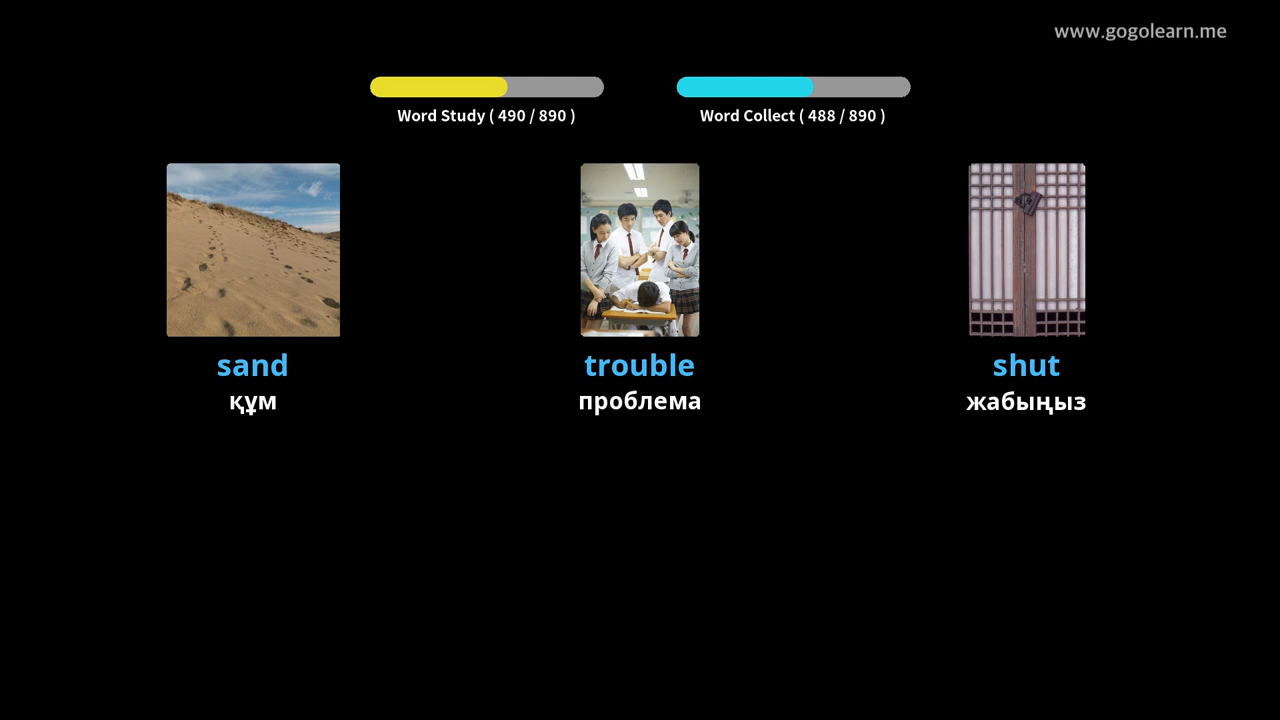 www.gogolearn.me
Word Study ( 490 / 890 )
Word Collect ( 488 / 890 )
sand
құм
trouble
проблема
shut
жабыңыз